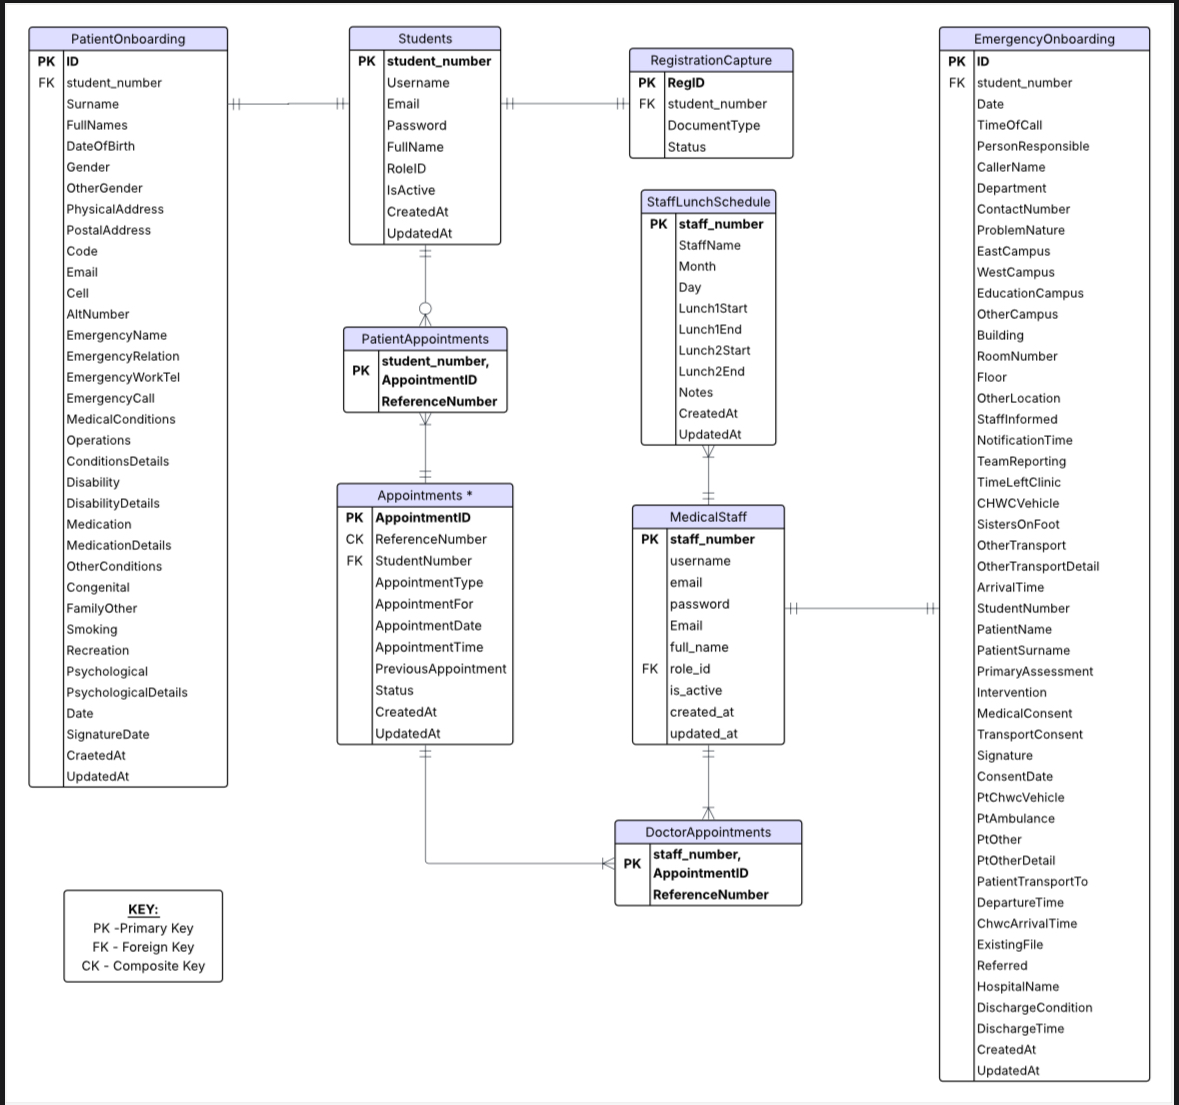 PatientOnboarding
PK ID
FK student_number
Surname
FullNames
DateOfBirth
Gender
OtherGender
PhysicalAddress
PostalAddress
Code
Email
Cell
AltNumber
EmergencyName
EmergencyRelation
EmergencyWorkTel
EmergencyCall
MedicalConditions
Operations
ConditionsDetails
Disability
DisabilityDetails
Medication
MedicationDetails
OtherConditions
Congenital
FamilyOther
Smoking
Recreation
Psychological
PsychologicalDetails
Date
SignatureDate
CraetedAt
UpdatedAt
Students
PK student_number
Username
Email
Password
FullName
RoleID
IsActive
CreatedAt
UpdatedAt
RegistrationCapture
PK RegID
FK student_number
DocumentType
Status
StaffLunchSchedule
PK staff_number
StaffName
Month
Day
Lunch1Start
Lunch1End
Lunch2Start
Lunch2End
Notes
CreatedAt
UpdatedAt
PatientAppointments
PK student_number,
AppointmentID
ReferenceNumber
Appointments *
PK AppointmentID
CK ReferenceNumber
FK StudentNumber
AppointmentType
AppointmentFor
AppointmentDate
AppointmentTime
PreviousAppointment
Status
CreatedAt
UpdatedAt
MedicalStaff
PK staff_number
username
email
password
Email
full_name
FK role_id
is_active
created_at
updated_at
DoctorAppointments
PK staff_number,
AppointmentID
ReferenceNumber
EmergencyOnboarding
PK ID
FK student_number
Date
TimeOfCall
PersonResponsible
CallerName
Department
ContactNumber
ProblemNature
EastCampus
WestCampus
EducationCampus
OtherCampus
Building
RoomNumber
Floor
OtherLocation
StaffInformed
NotificationTime
TeamReporting
TimeLeftClinic
CHWCVehicle
SistersOnFoot
OtherTransport
OtherTransportDetail
ArrivalTime
StudentNumber
PatientName
PatientSurname
PrimaryAssessment
Intervention
MedicalConsent
TransportConsent
Signature
ConsentDate
PtChwcVehicle
PtAmbulance
PtOther
PtOtherDetail
PatientTransportTo
DepartureTime
ChwcArrivalTime
ExistingFile
Referred
HospitalName
DischargeCondition
DischargeTime
CreatedAt
UpdatedAt
KEY:
PK -Primary Key
FK - Foreign Key
CK - Composite Key